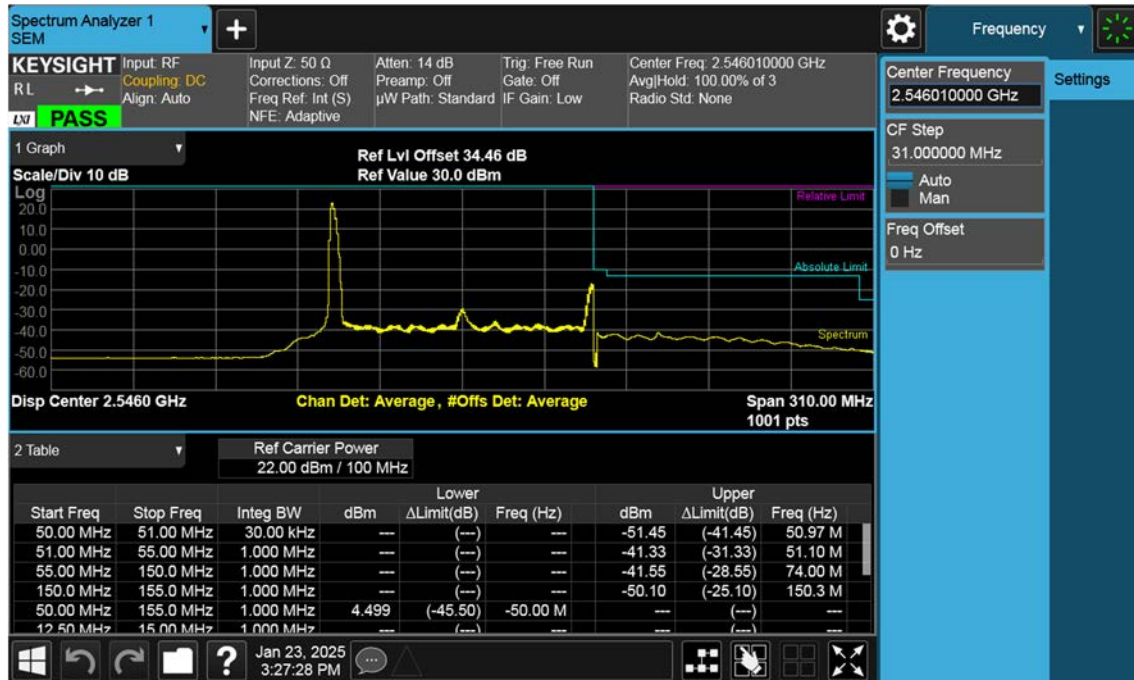 Spectrum Analyzer 1
SEM
Frequency
KEYSIGHT
RL
LXI
PASS
Input: RF
Coupling: DC
Align: Auto
Input Z: 50 Ω
Corrections: Off
Freq Ref: Int (S)
NFE: Adaptive
Atten: 14 dB
Preamp: Off
µW Path: Standard
Trig: Free Run
Gate: Off
IF Gain: Low
Center Freq: 2.546010000 GHz
Avg|Hold: 100.00% of 3
Radio Std: None
Center Frequency
2.546010000 GHz
Settings
CF Step
31.000000 MHz
Auto
Man
Freq Offset
0 Hz
1 Graph
Scale/Div 10 dB
Ref Lvl Offset 34.46 dB
Ref Value 30.0 dBm
Log
20.0
10.0
0.00
-10.0
-20.0
-30.0
-40.0
-50.0
-60.0
Relative Limit
Absolute Limit
Spectrum
Disp Center 2.5460 GHz
Chan Det: Average, #Offs Det: Average
Span 310.00 MHz
1001 pts
2 Table
Ref Carrier Power
22.00 dBm / 100 MHz
Lower Upper
Start Freq Stop Freq Integ BW dBm ΔLimit(dB) Freq (Hz) dBm ΔLimit(dB) Freq (Hz)
50.00 MHz 51.00 MHz 30.00 kHz --- (---) --- -51.45 (-41.45) 50.97 M
51.00 MHz 55.00 MHz 1.000 MHz --- (---) --- -41.33 (-31.33) 51.10 M
55.00 MHz 150.0 MHz 1.000 MHz --- (---) --- -41.55 (-28.55) 74.00 M
150.0 MHz 155.0 MHz 1.000 MHz --- (---) --- -50.10 (-25.10) 150.3 M
50.00 MHz 155.0 MHz 1.000 MHz 4.499 (-45.50) -50.00 M --- (---) ---
12.50 MHz 15.00 MHz 1.000 MHz --- (---) --- --- (---) ---
?
Jan 23, 2025
3:27:28 PM